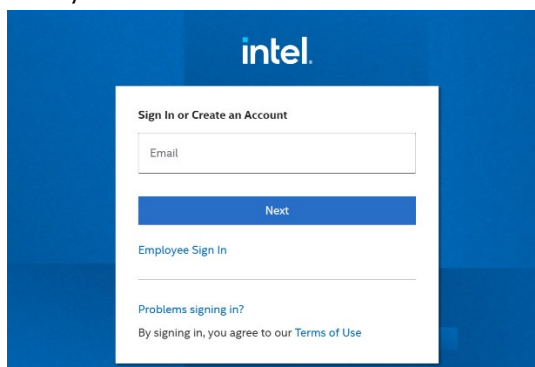 intel.
Sign In or Create an Account
Email
Next
Employee Sign In
Problems signing in?
By signing in, you agree to our Terms of Use